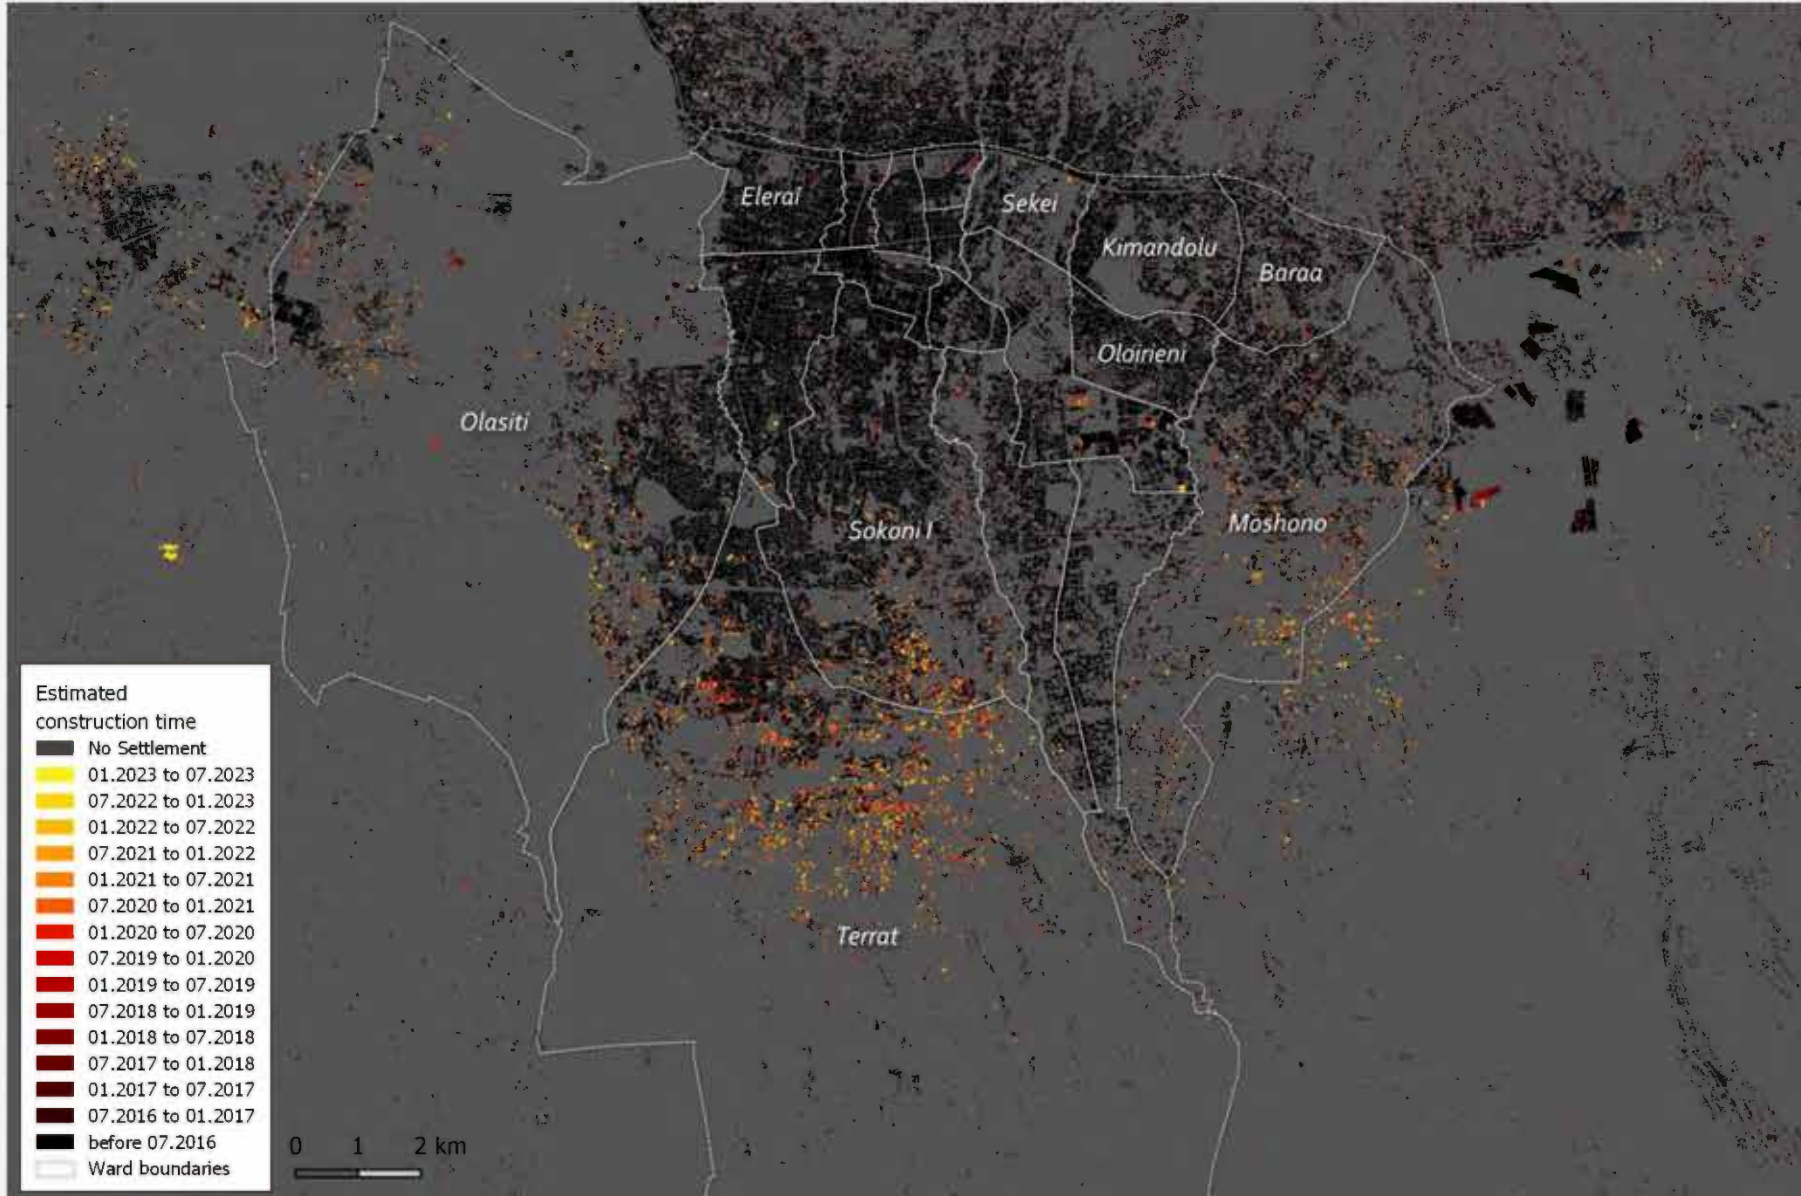 Elerai
Sekei
Kimandolu
Baraa
Oloirieni
Olasiti
Sokoni I
Moshono
Terrat
Estimated
construction time
No Settlement
01.2023 to 07.2023
07.2022 to 01.2023
01.2022 to 07.2022
07.2021 to 01.2022
01.2021 to 07.2021
07.2020 to 01.2021
01.2020 to 07.2020
07.2019 to 01.2020
01.2019 to 07.2019
07.2018 to 01.2019
01.2018 to 07.2018
07.2017 to 01.2018
01.2017 to 07.2017
07.2016 to 01.2017
before 07.2016
Ward boundaries
0 1 2 km